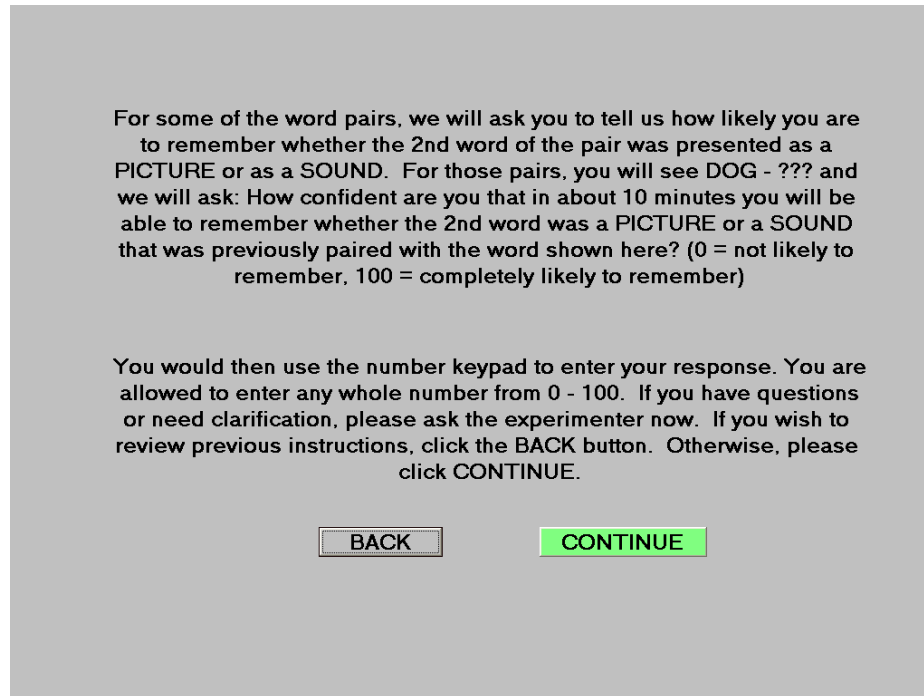 For some of the word pairs, we will ask you to tell us how likely you are
to remember whether the 2nd word of the pair was presented as a
PICTURE or as a SOUND.  For those pairs, you will see DOG - ??? and
we will ask: How confident are you that in about 10 minutes you will be
able to remember whether the 2nd word was a PICTURE or a SOUND
that was previously paired with the word shown here? (0 = not likely to
remember, 100 = completely likely to remember)
You would then use the number keypad to enter your response. You are
allowed to enter any whole number from 0 - 100.  If you have questions
or need clarification, please ask the experimenter now.  If you wish to
review previous instructions, click the BACK button.  Otherwise, please
click CONTINUE.
BACK CONTINUE